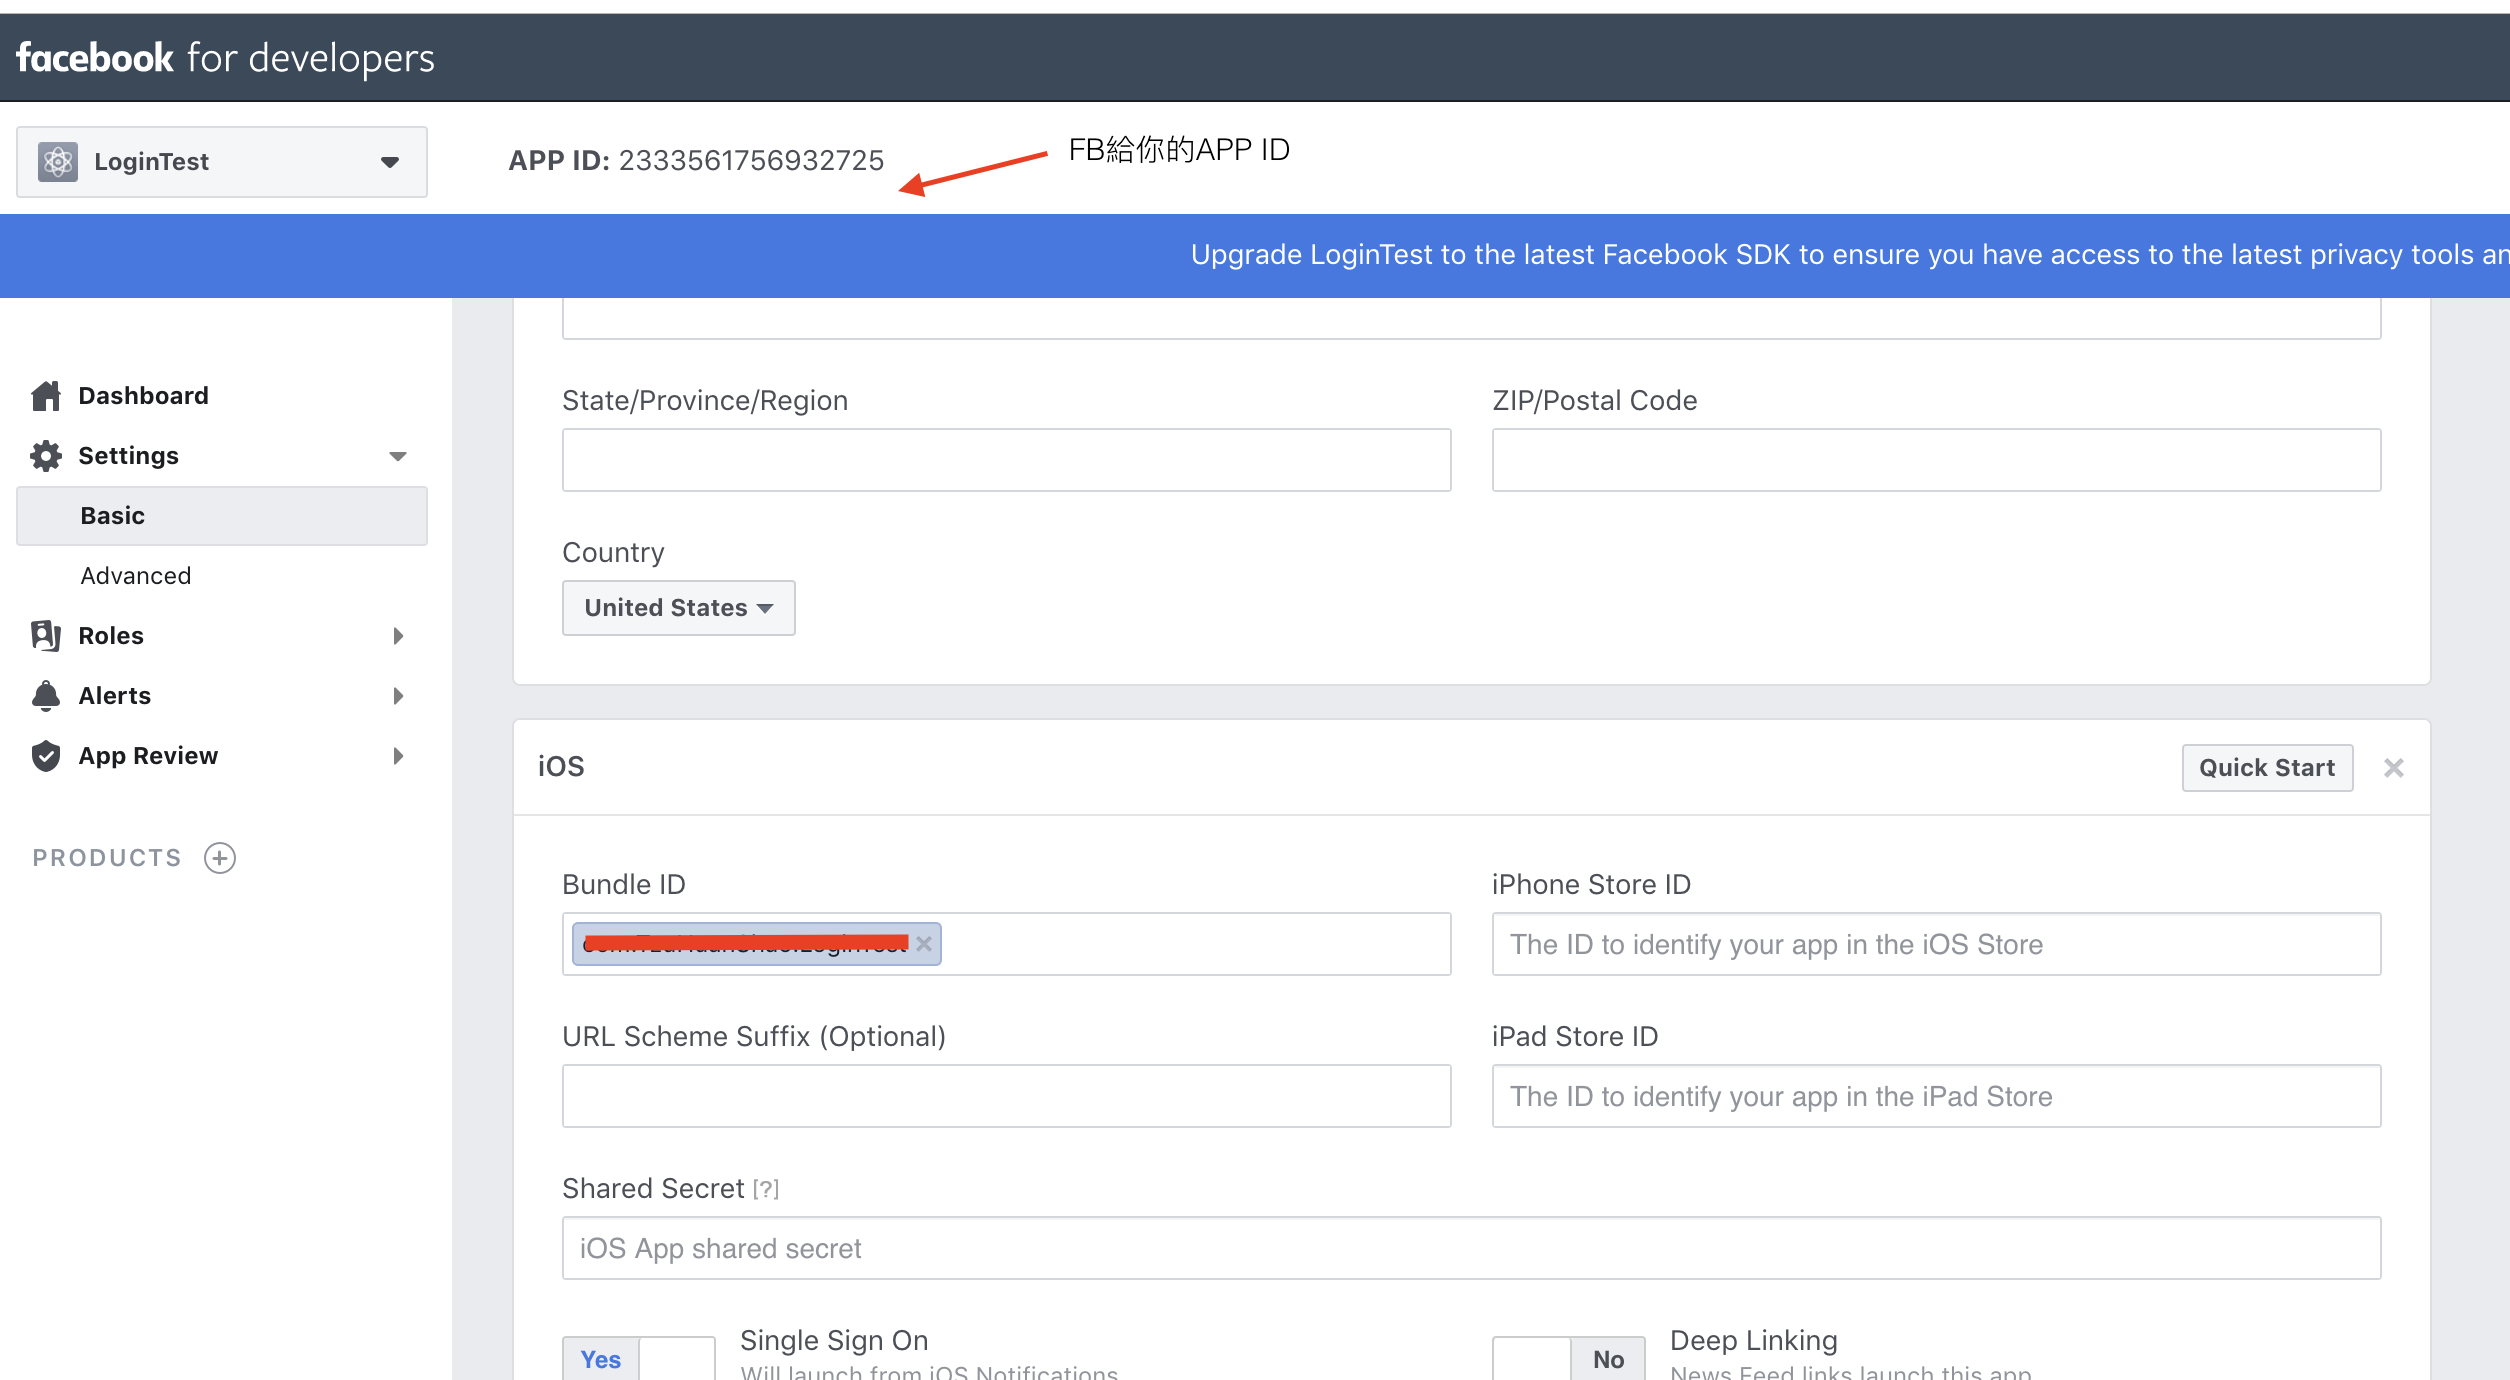 facebook for developers
LoginTest
APP ID: 2333561756932725
FB給你的APP ID
Upgrade LoginTest to the latest Facebook SDK to ensure you have access to the latest privacy tools an
Dashboard
Settings
Basic
Advanced
Roles
Alerts
App Review
PRODUCTS
State/Province/Region
ZIP/Postal Code
Country
United States
iOS
Quick Start
Bundle ID
iPhone Store ID
The ID to identify your app in the iOS Store
URL Scheme Suffix (Optional)
iPad Store ID
The ID to identify your app in the iPad Store
Shared Secret [?]
iOS App shared secret
Yes
Single Sign On
Will launch from iOS Notifications
No
Deep Linking
News Feed links launch this app